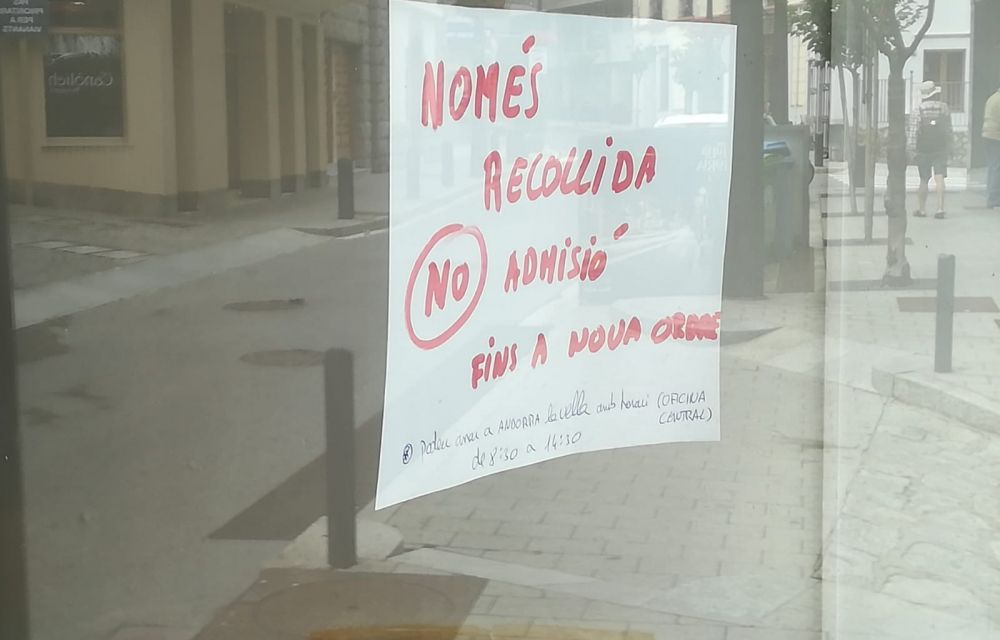 NOMÉS
RECOLLIDA
NO ADMISIÓ
FINS A NOVA ORDRE
Podeu anar a ANDORRA la vella amb horari (OFICINA
CENTRAL)
de 8:30 a 14:30
Canòlich